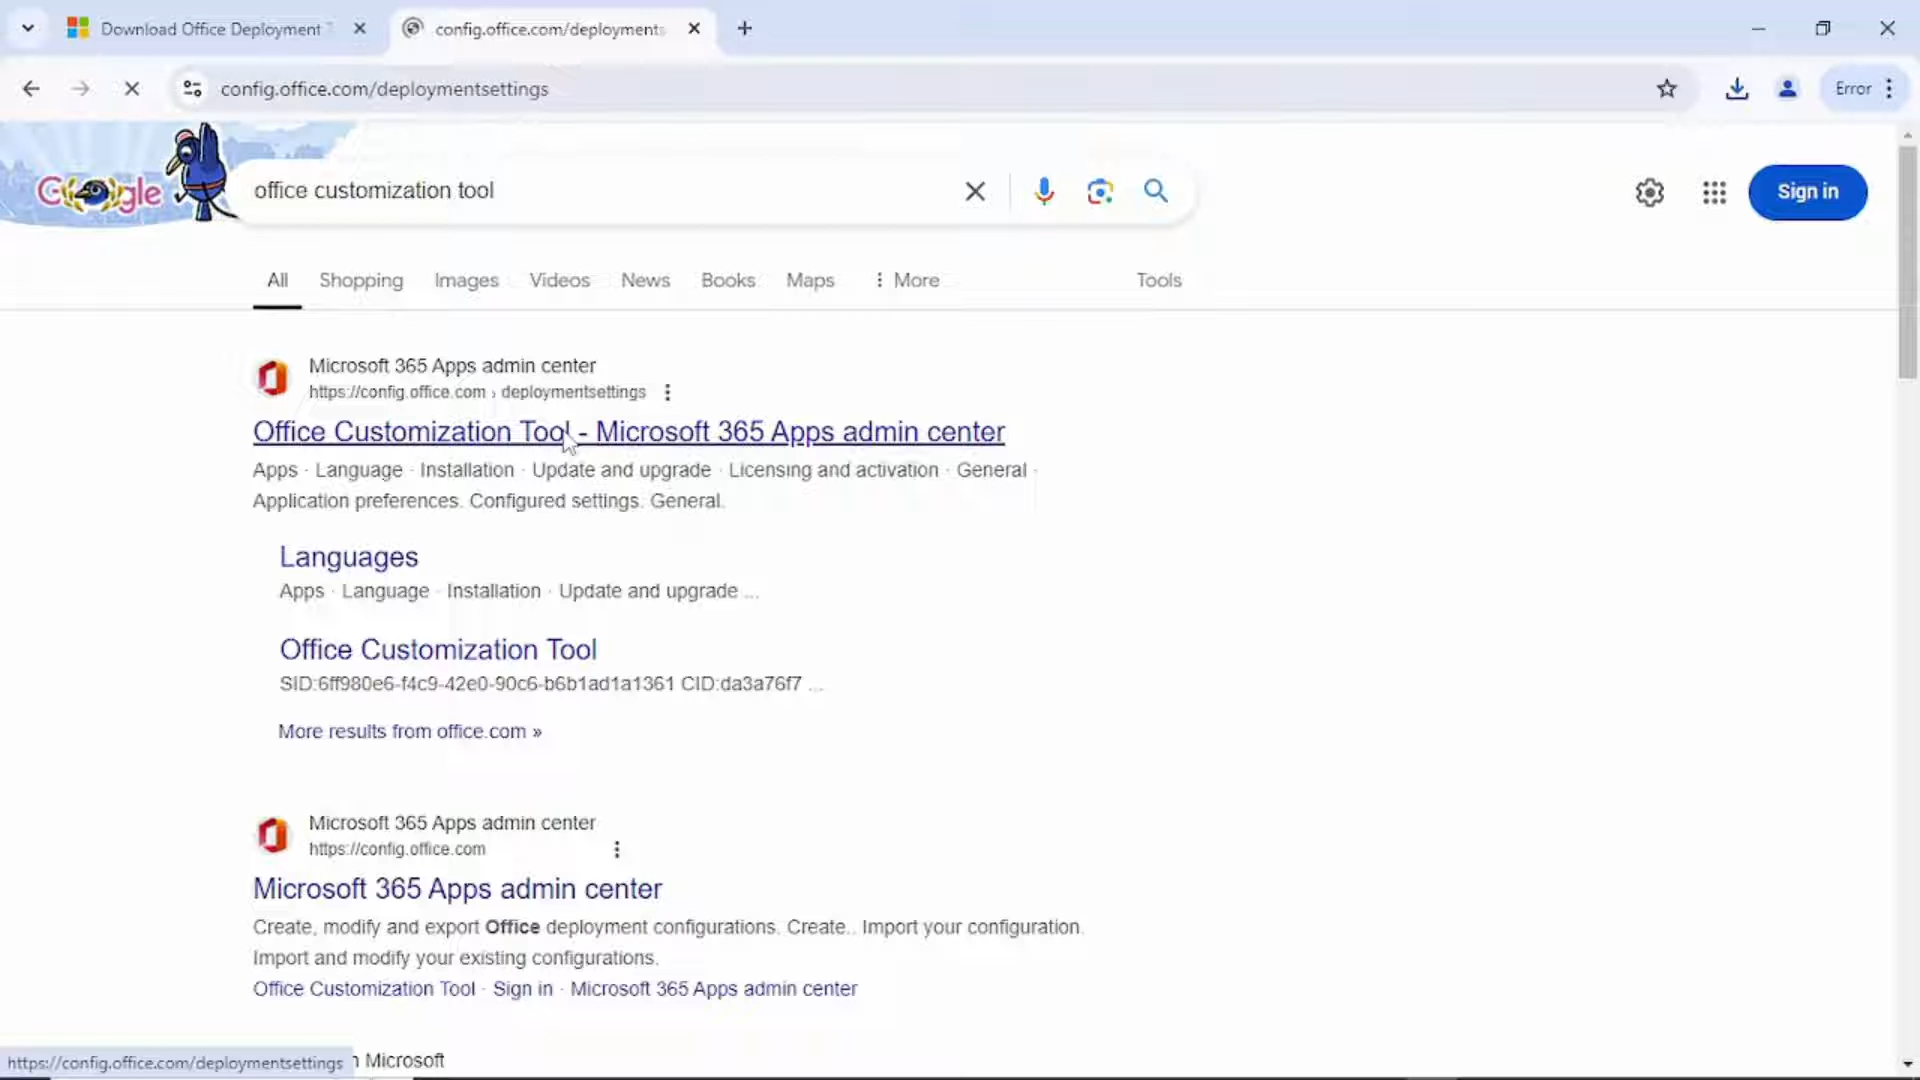 Download Office Deployment
config.office.com/deployments
config.office.com/deploymentsettings
Error
Google
office customization tool
Sign in
All
Shopping
Images
Videos
News
Books
Maps
More
Tools
Microsoft 365 Apps admin center
https://config.office.com › deploymentsettings
Office Customization Tool - Microsoft 365 Apps admin center
Apps · Language · Installation · Update and upgrade · Licensing and activation · General ·
Application preferences. Configured settings. General.
Languages
Apps · Language · Installation · Update and upgrade ...
Office Customization Tool
SID:6ff980e6-f4c9-42e0-90c6-b6b1ad1a1361 CID:da3a76f7 ...
More results from office.com »
Microsoft 365 Apps admin center
https://config.office.com
Microsoft 365 Apps admin center
Create, modify and export Office deployment configurations. Create.. Import your configuration.
Import and modify your existing configurations.
Office Customization Tool · Sign in · Microsoft 365 Apps admin center
https://config.office.com/deploymentsettings
Microsoft